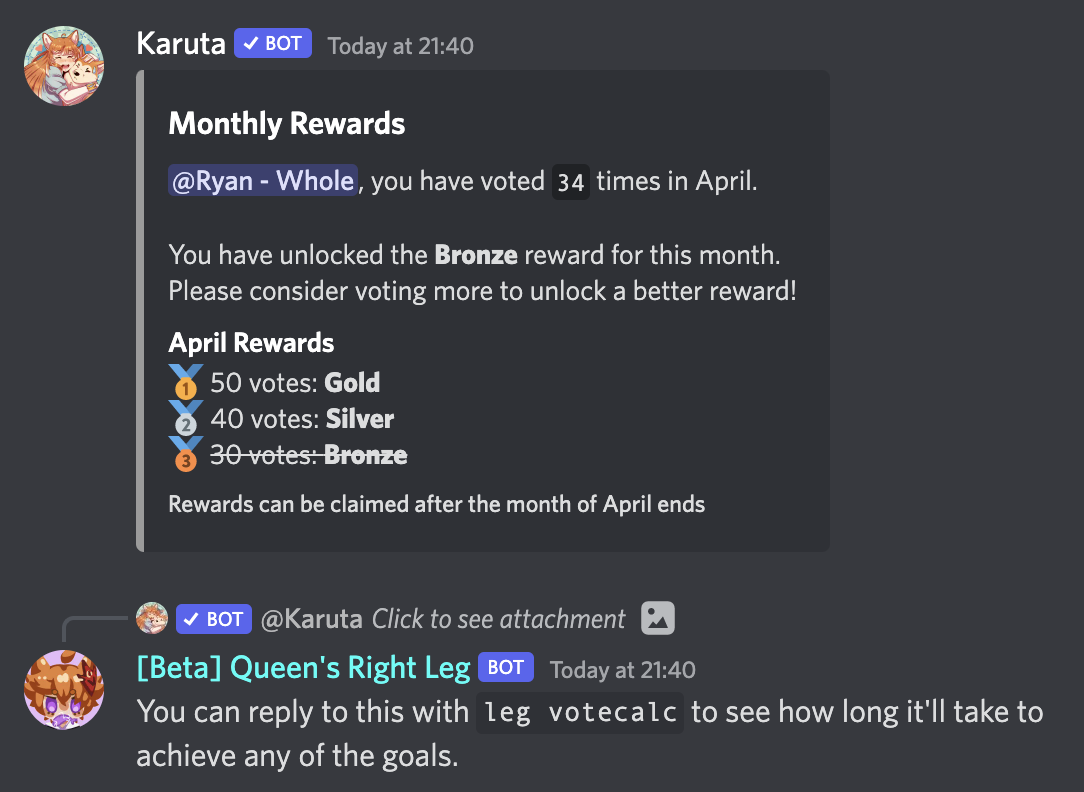 Karuta ✓ BOT Today at 21:40
Monthly Rewards
@Ryan - Whole, you have voted 34 times in April.
You have unlocked the Bronze reward for this month.
Please consider voting more to unlock a better reward!
April Rewards
🥇 50 votes: Gold
🥈 40 votes: Silver
🥉 30 votes: Bronze
Rewards can be claimed after the month of April ends
✓ BOT @Karuta Click to see attachment
[Beta] Queen's Right Leg BOT Today at 21:40
You can reply to this with leg votecalc to see how long it'll take to
achieve any of the goals.